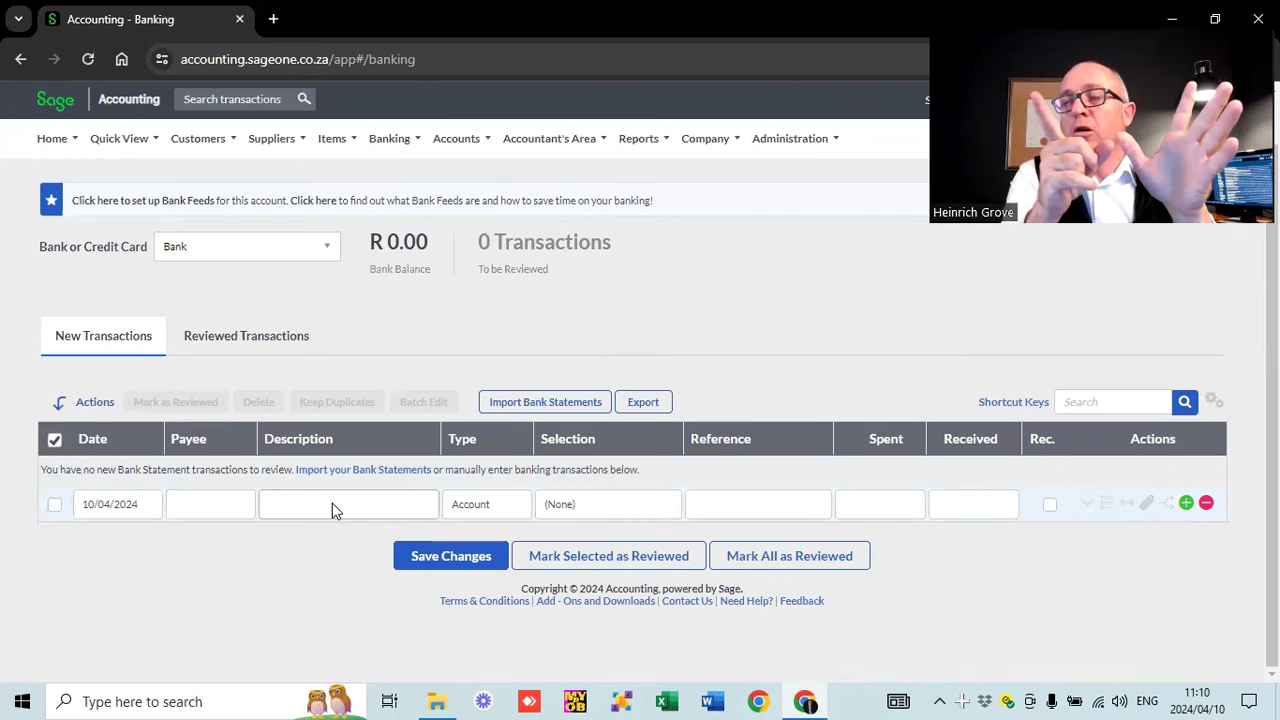 Accounting - Banking
accounting.sageone.co.za/app#/banking
Sage Accounting Search transactions
Home Quick View Customers Suppliers Items Banking Accounts Accountant's Area Reports Company Administration
Click here to set up Bank Feeds for this account. Click here to find out what Bank Feeds are and how to save time on your banking!
Heinrich Grove
Bank or Credit Card Bank R 0.00 0 Transactions
Bank Balance To be Reviewed
New Transactions Reviewed Transactions
Actions Mark as Reviewed Delete Keep Duplicates Batch Edit Import Bank Statements Export Shortcut Keys Search
Date Payee Description Type Selection Reference Spent Received Rec. Actions
You have no new Bank Statement transactions to review. Import your Bank Statements or manually enter banking transactions below.
10/04/2024 Account (None)
Save Changes Mark Selected as Reviewed Mark All as Reviewed
Copyright © 2024 Accounting, powered by Sage.
Terms & Conditions | Add - Ons and Downloads | Contact Us | Need Help? | Feedback
Type here to search ENG 11:10
2024/04/10